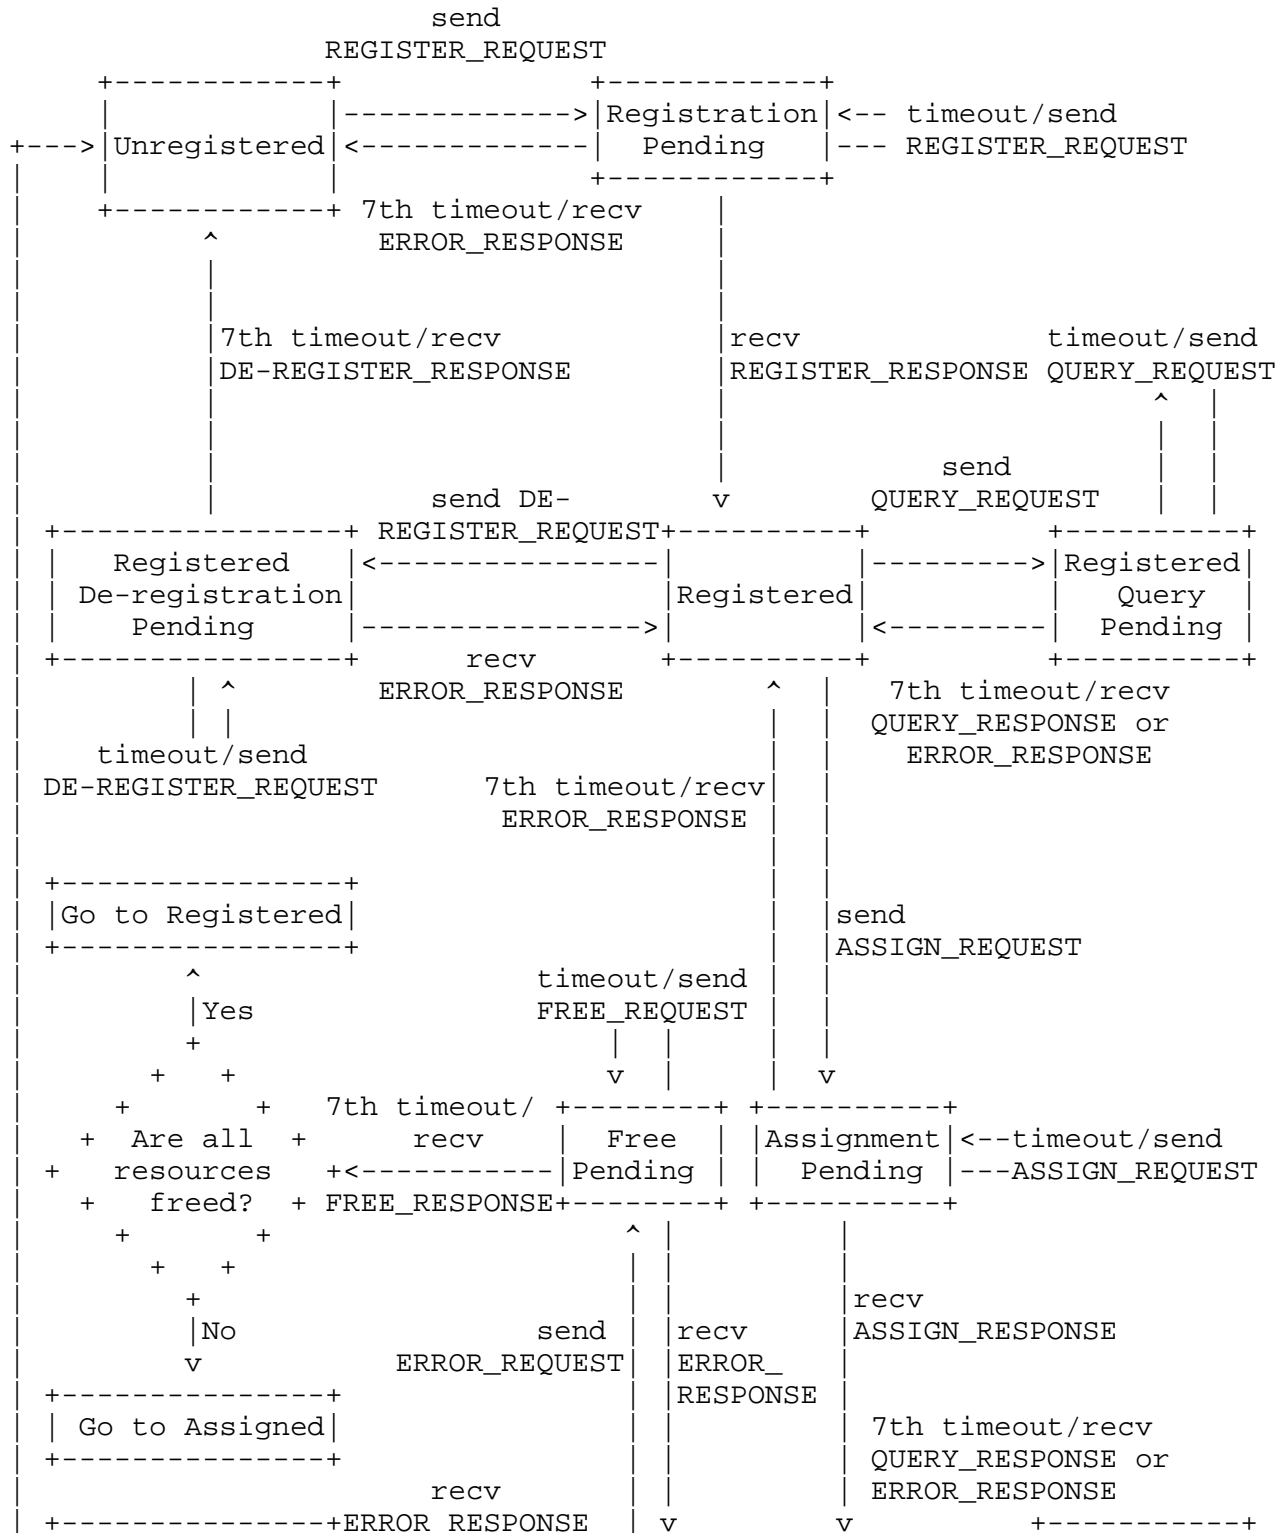 send
REGISTER_REQUEST
+------------+ +------------+
| |------------->|Registration|<-- timeout/send
+--->|Unregistered|<-------------| Pending |--- REGISTER_REQUEST
| | | +------------+
| +------------+ 7th timeout/recv |
| ^ ERROR_RESPONSE |
| | |
| | |
| |7th timeout/recv |recv timeout/send
| |DE-REGISTER_RESPONSE |REGISTER_RESPONSE QUERY_REQUEST
| | | ^ |
| | | | |
| | | send | |
| | send DE- v QUERY_REQUEST | |
| +----------------+ REGISTER_REQUEST+----------+ +----------+
| | Registered |<----------------| |--------->|Registered|
| | De-registration| |Registered| | Query |
| | Pending |---------------->| |<---------| Pending |
| +----------------+ recv +----------+ +----------+
| | ^ ERROR_RESPONSE ^ | 7th timeout/recv
| | | | | QUERY_RESPONSE or
| timeout/send | | ERROR_RESPONSE
| DE-REGISTER_REQUEST 7th timeout/recv| |
| ERROR_RESPONSE | |
| | |
| +----------------+ | |
| |Go to Registered| | |send
| +----------------+ | |ASSIGN_REQUEST
| ^ timeout/send | |
| |Yes FREE_REQUEST | |
| + | | | |
| + + v | | v
| + + 7th timeout/ +--------+ +----------+
| + Are all + recv | Free | |Assignment|<--timeout/send
| + resources +<-----------|Pending | | Pending |---ASSIGN_REQUEST
| + freed? + FREE_RESPONSE+--------+ +----------+
| + + ^ | |
| + + | | |
| + | | |recv
| |No send | |recv |ASSIGN_RESPONSE
| v ERROR_REQUEST| |ERROR_ |
| +---------------+ | |RESPONSE |
| | Go to Assigned| | | | 7th timeout/recv
| +---------------+ | | | QUERY_RESPONSE or
| recv | | | ERROR_RESPONSE
| +---------------+ERROR_RESPONSE | v v +-----------+